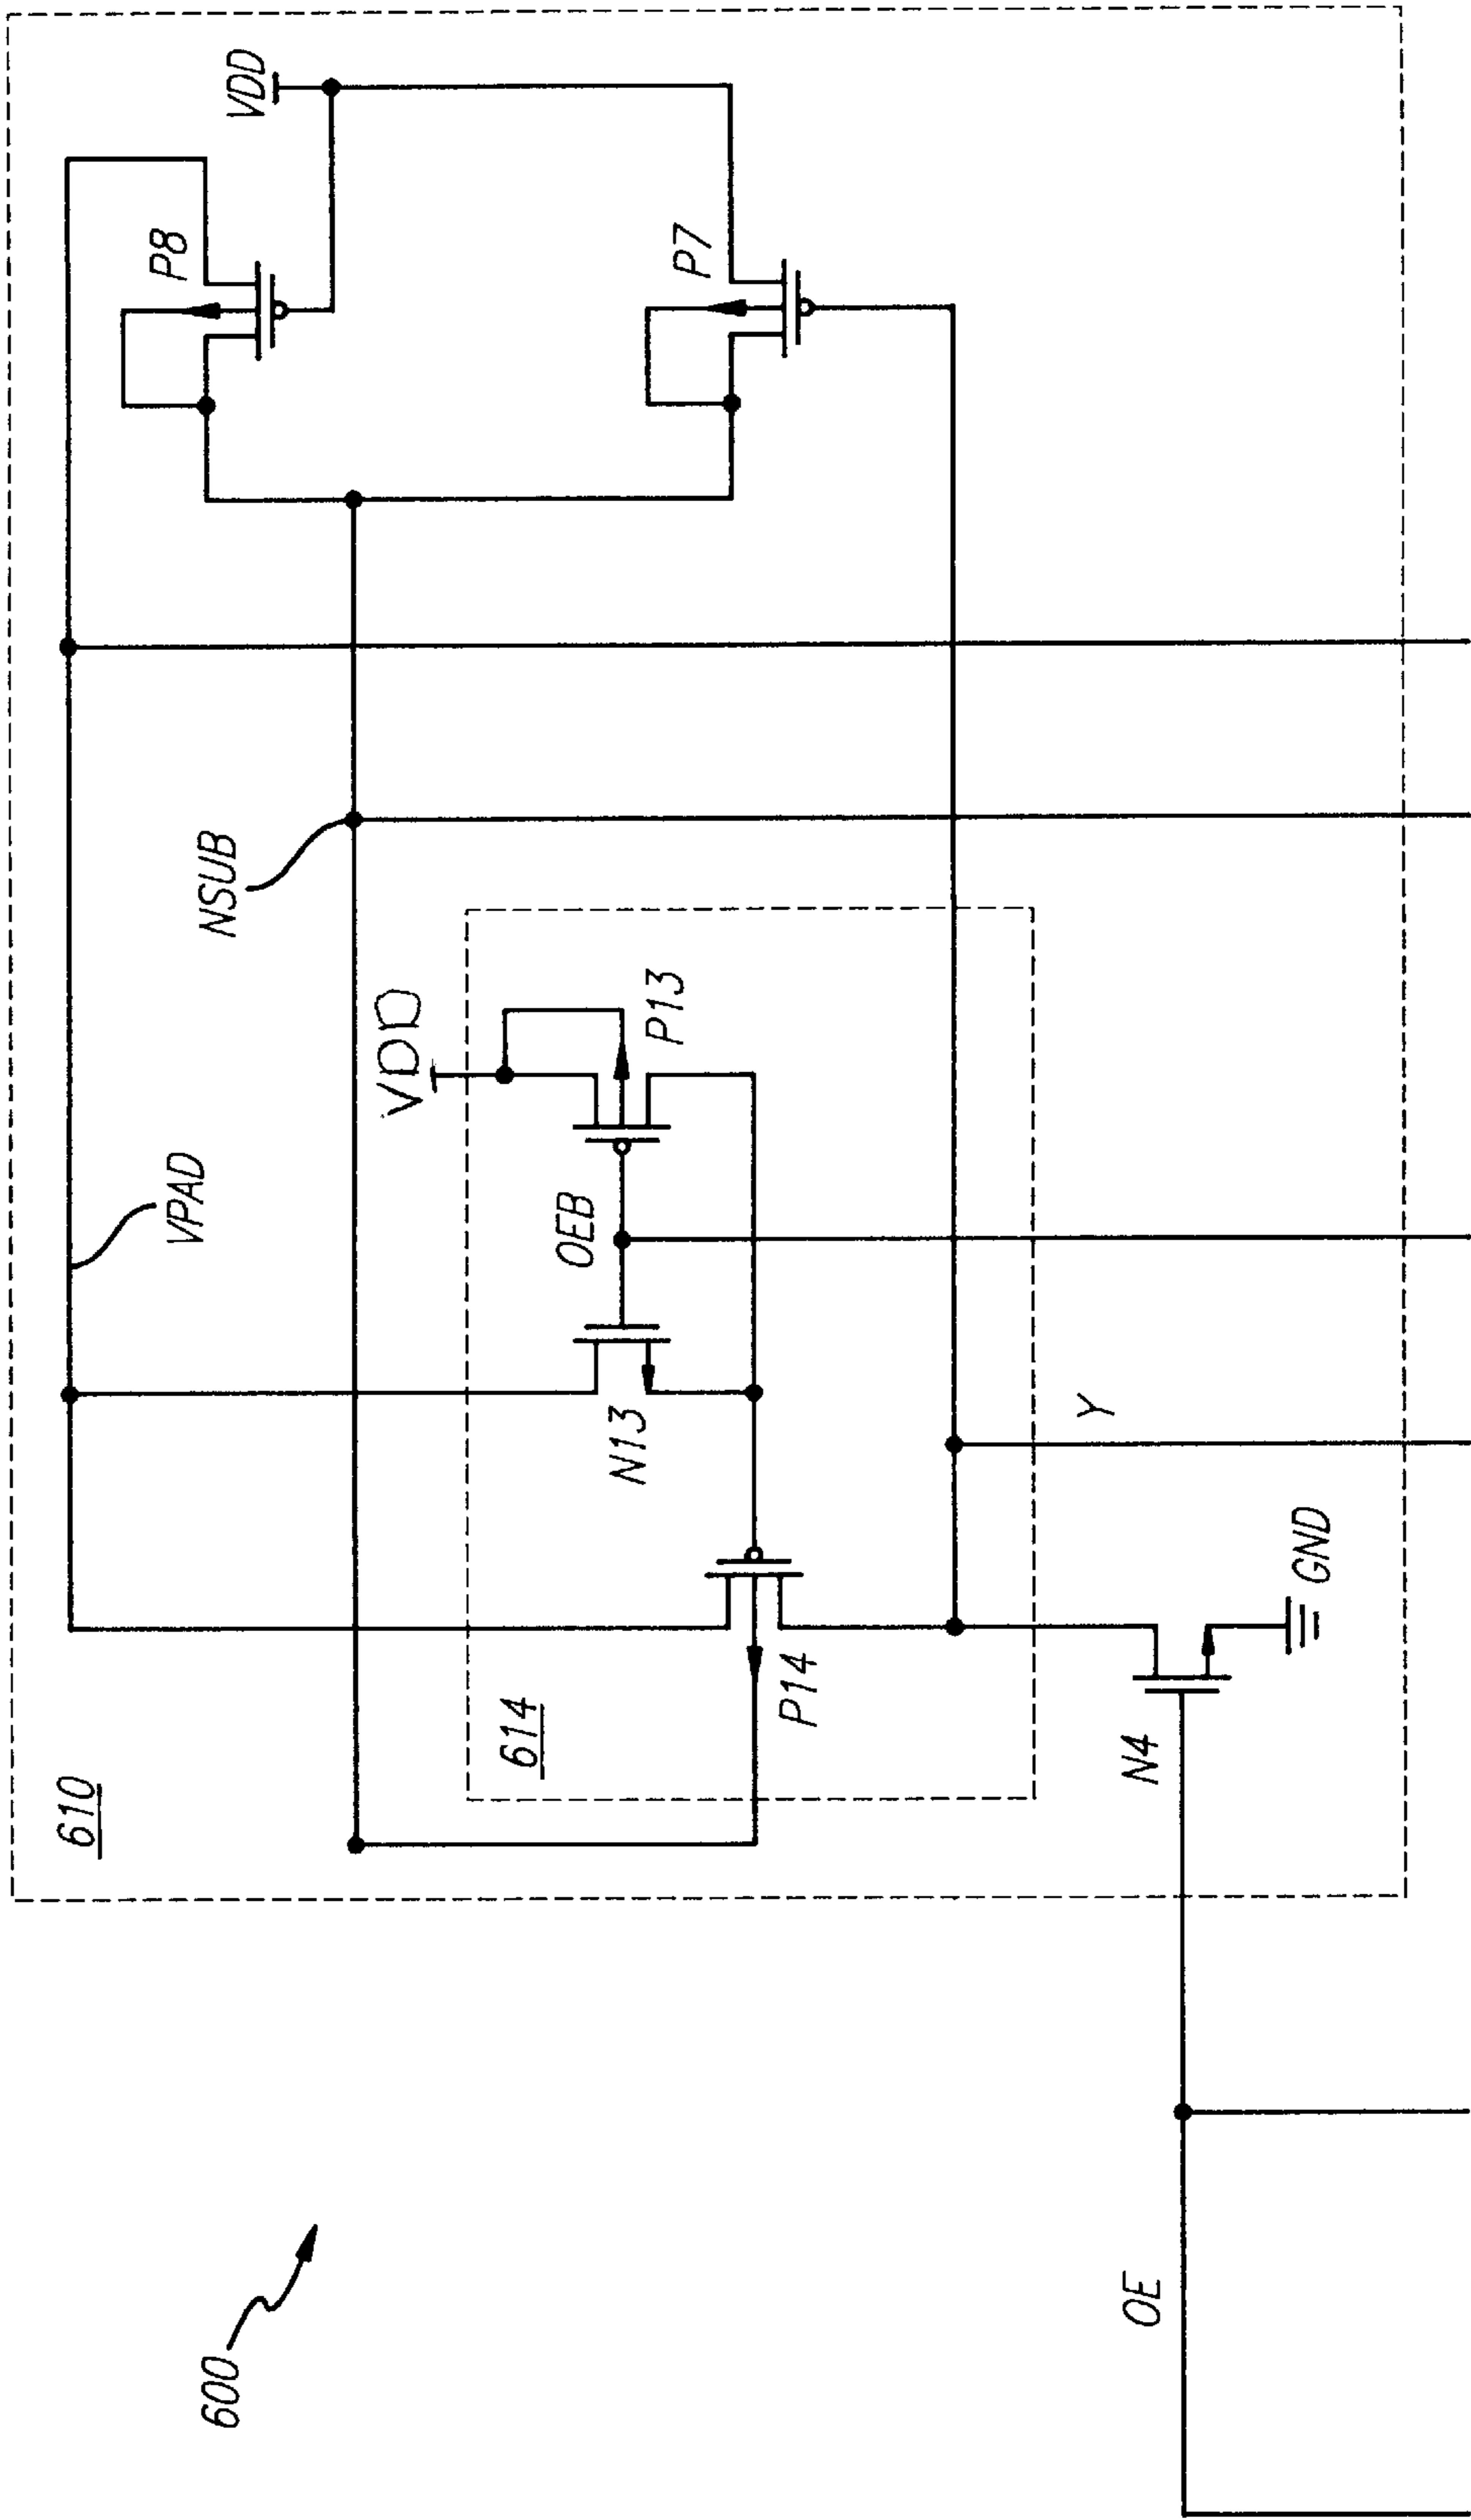 610
VPAD
NSUB
VDD
P8
P7
VDD
OEB
P13
N13
614
P14
Y
N4
GND
OE
600